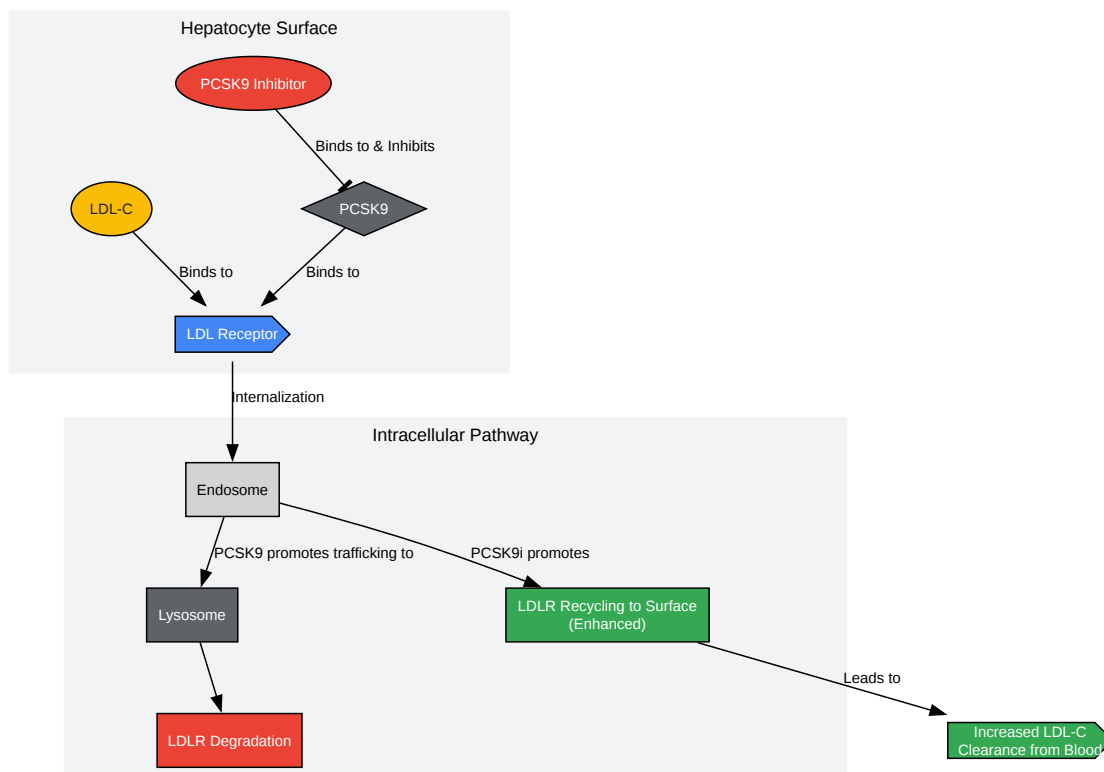 Hepatocyte Surface
PCSK9 Inhibitor
Binds to & Inhibits
LDL-C
PCSK9
Binds to
Binds to
LDL Receptor
Internalization
Intracellular Pathway
Endosome
PCSK9 promotes trafficking to
PCSK9i promotes
Lysosome
LDLR Recycling to Surface
(Enhanced)
Leads to
LDLR Degradation
Increased LDL-C
Clearance from Blood